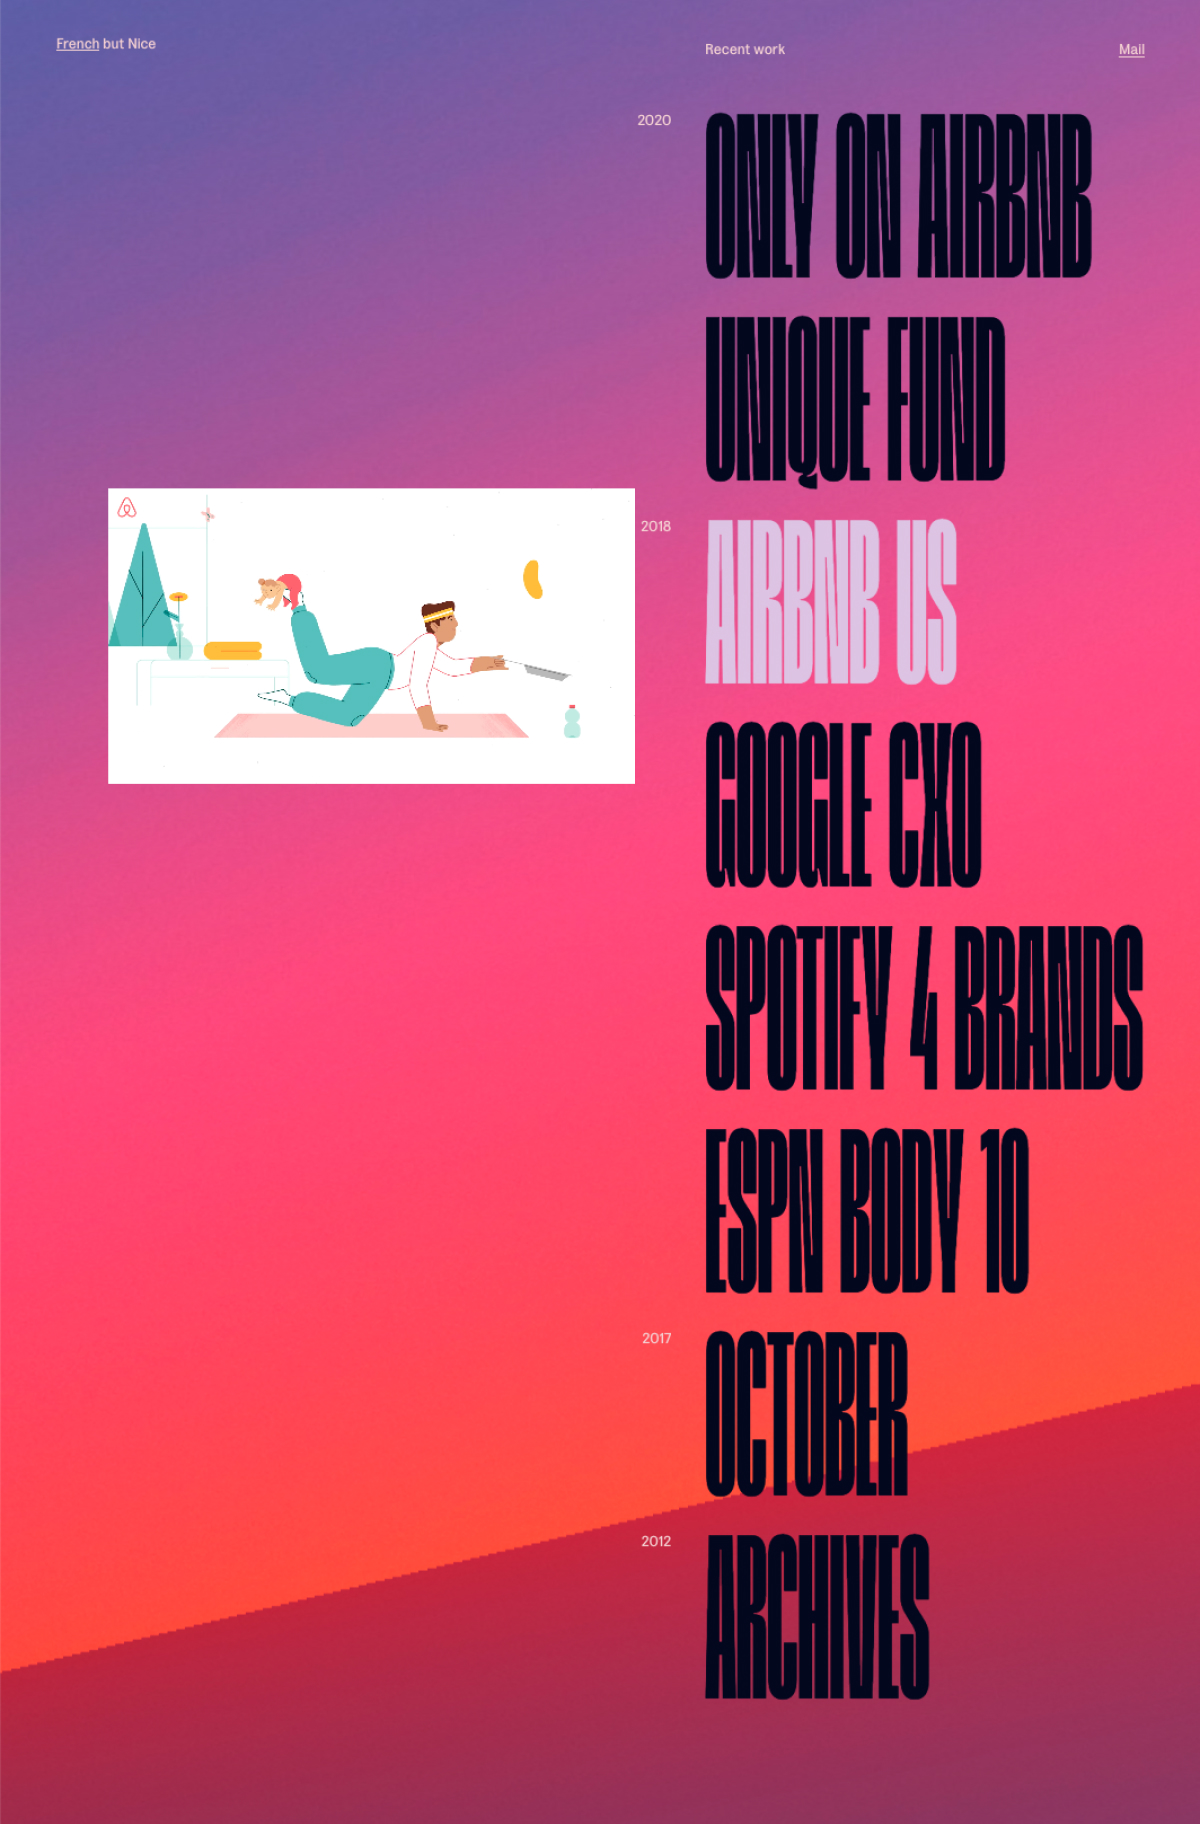 French but Nice
Recent work
Mail
2020
ONLY ON AIRBNB
UNIQUE FUND
2018
AIRBNB US
GOOGLE CXO
SPOTIFY 4 BRANDS
ESPN BODY 10
2017
OCTOBER
2012
ARCHIVES